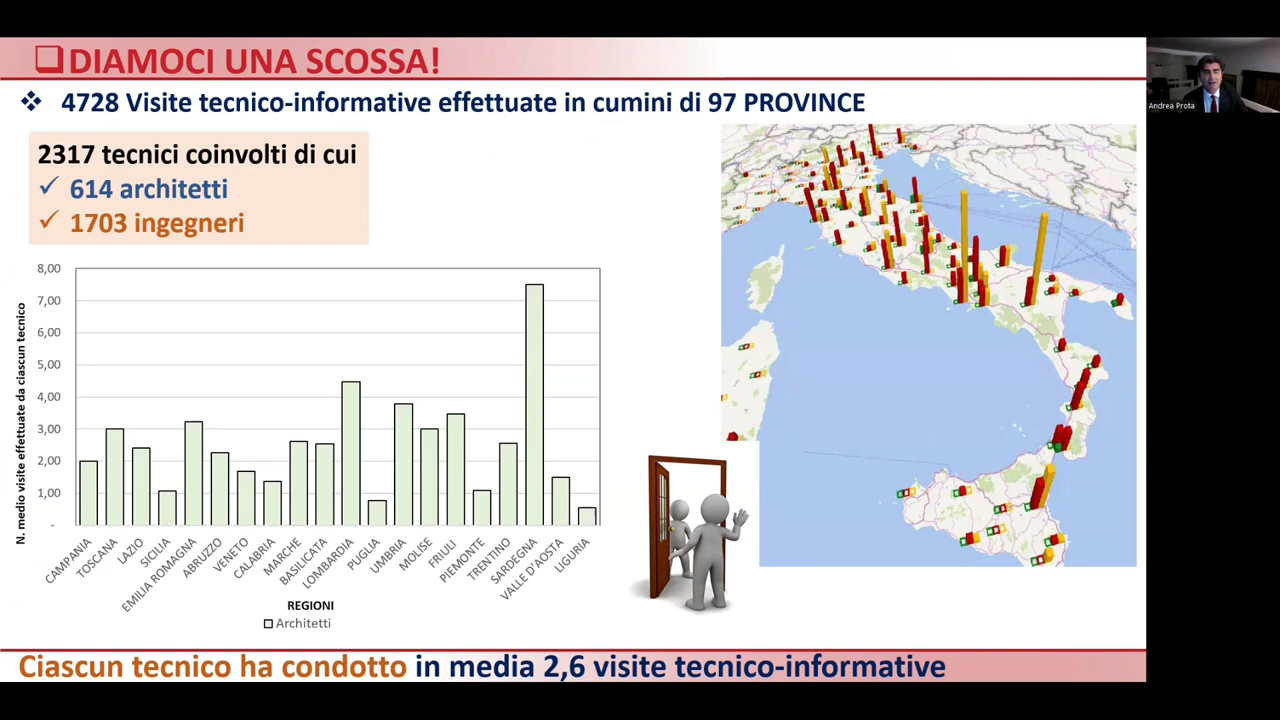 DIAMOCI UNA SCOSSA!
4728 Visite tecnico-informative effettuate in cumini di 97 PROVINCE
Andrea Prota
2317 tecnici coinvolti di cui
614 architetti
1703 ingegneri
N. medio visite effettuate da ciascun tecnico
8,00
7,00
6,00
5,00
4,00
3,00
2,00
1,00
-
CAMPANIA
TOSCANA
LAZIO
SICILIA
EMILIA ROMAGNA
ABRUZZO
VENETO
CALABRIA
MARCHE
BASILICATA
LOMBARDIA
PUGLIA
UMBRIA
MOLISE
FRIULI
PIEMONTE
TRENTINO
SARDEGNA
VALLE D'AOSTA
LIGURIA
REGIONI
Architetti
Ciascun tecnico ha condotto in media 2,6 visite tecnico-informative